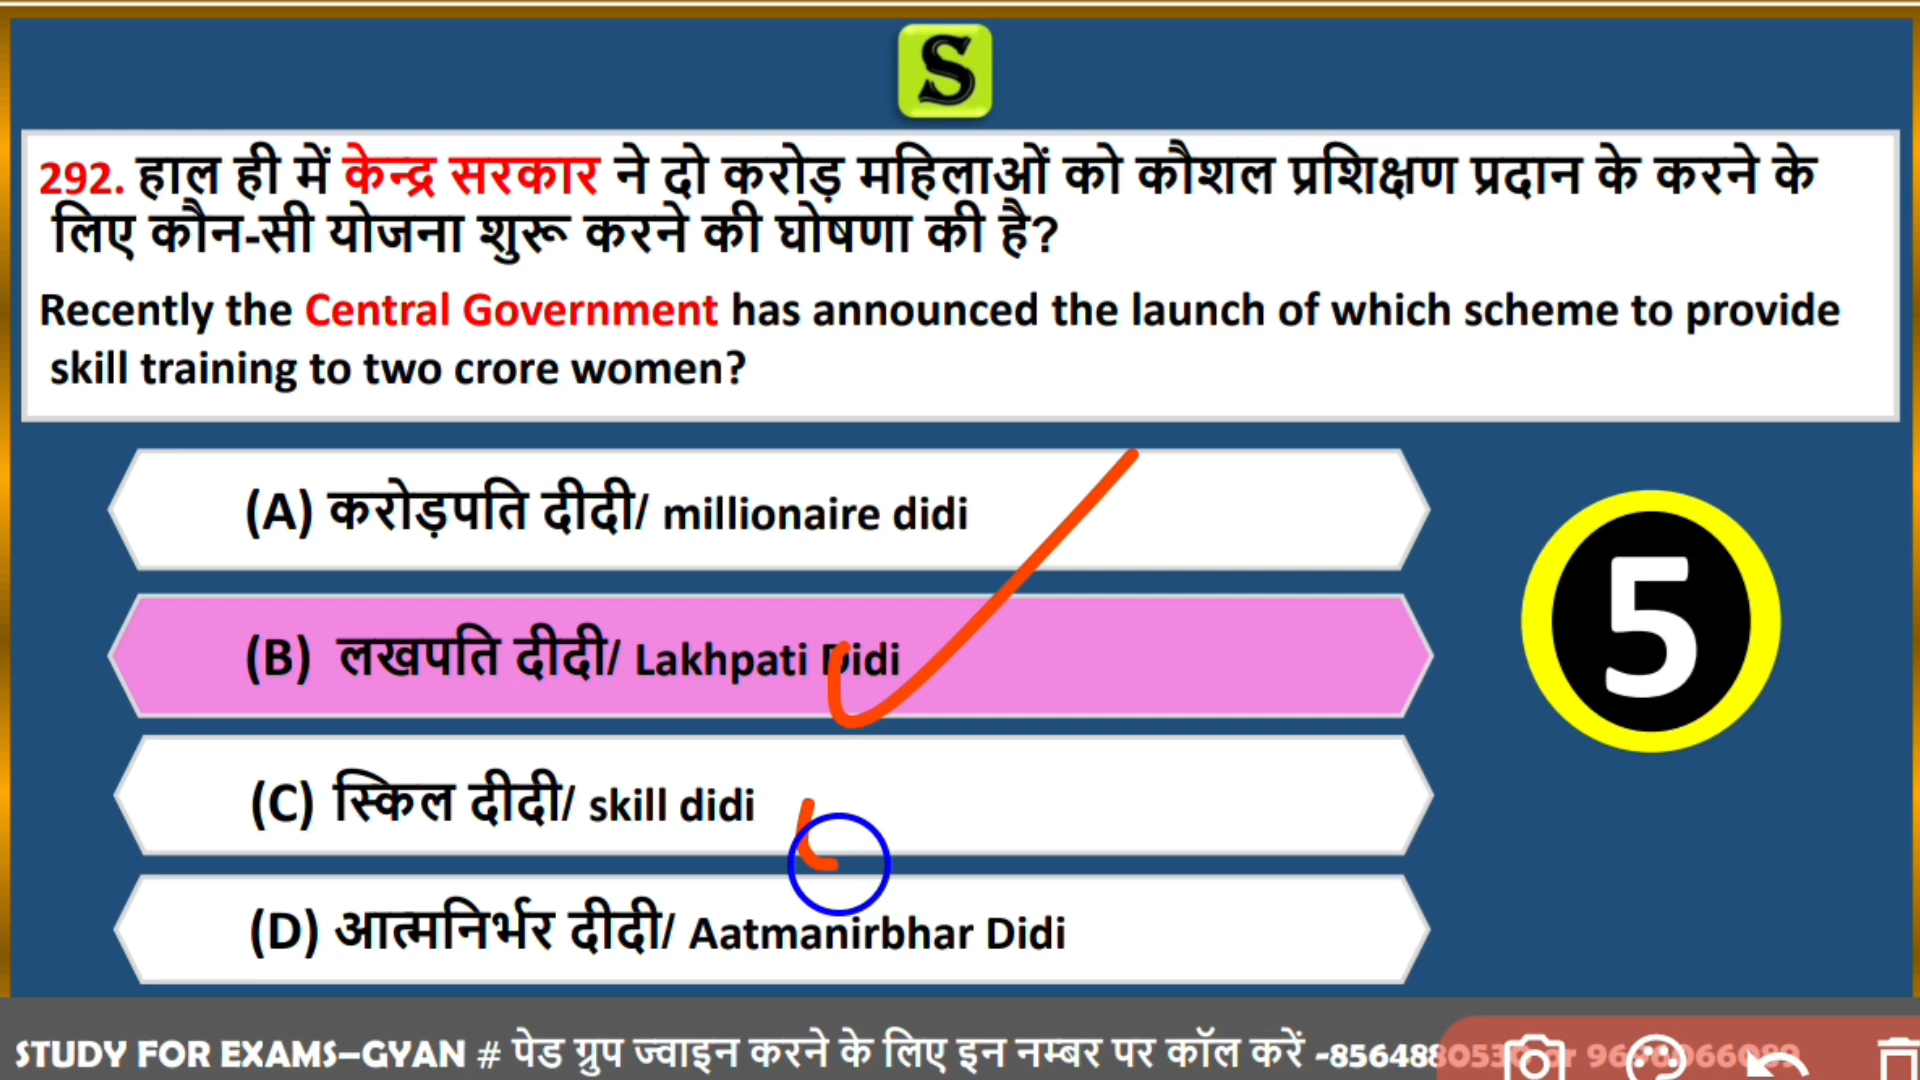 S
292. हाल ही में केन्द्र सरकार ने दो करोड़ महिलाओं को कौशल प्रशिक्षण प्रदान के करने के
लिए कौन-सी योजना शुरू करने की घोषणा की है?
Recently the Central Government has announced the launch of which scheme to provide
skill training to two crore women?
(A) करोड़पति दीदी/ millionaire didi
(B) लखपति दीदी/ Lakhpati Didi
(C) स्किल दीदी/ skill didi
(D) आत्मनिर्भर दीदी/ Aatmanirbhar Didi
5
STUDY FOR EXAMS–GYAN # पेड ग्रुप ज्वाइन करने के लिए इन नम्बर पर कॉल करें